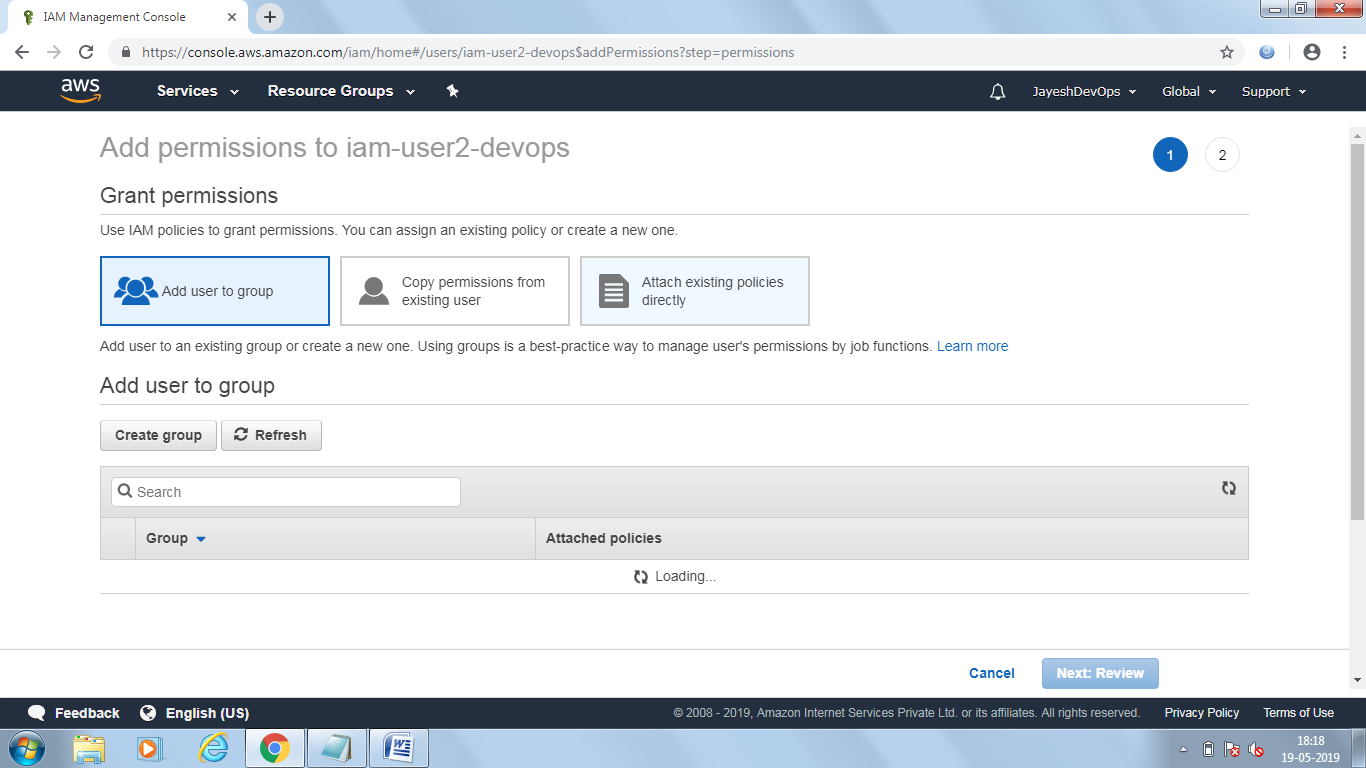 IAM Management Console
https://console.aws.amazon.com/iam/home#/users/iam-user2-devops$addPermissions?step=permissions
aws Services Resource Groups JayeshDevOps Global Support
Add permissions to iam-user2-devops 1 2
Grant permissions
Use IAM policies to grant permissions. You can assign an existing policy or create a new one.
Add user to group
Copy permissions from
existing user
Attach existing policies
directly
Add user to an existing group or create a new one. Using groups is a best-practice way to manage user's permissions by job functions. Learn more
Add user to group
Create group Refresh
Search
Group Attached policies
Loading...
Cancel Next: Review
Feedback English (US) © 2008 - 2019, Amazon Internet Services Private Ltd. or its affiliates. All rights reserved. Privacy Policy Terms of Use
18:18
19-05-2019